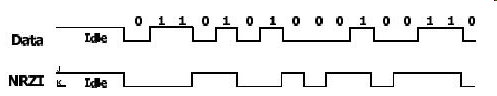 0 1 1 0 1 0 1 0 0 0 1 0 0 1 1 0
Data Idle
NRZI J K Idle